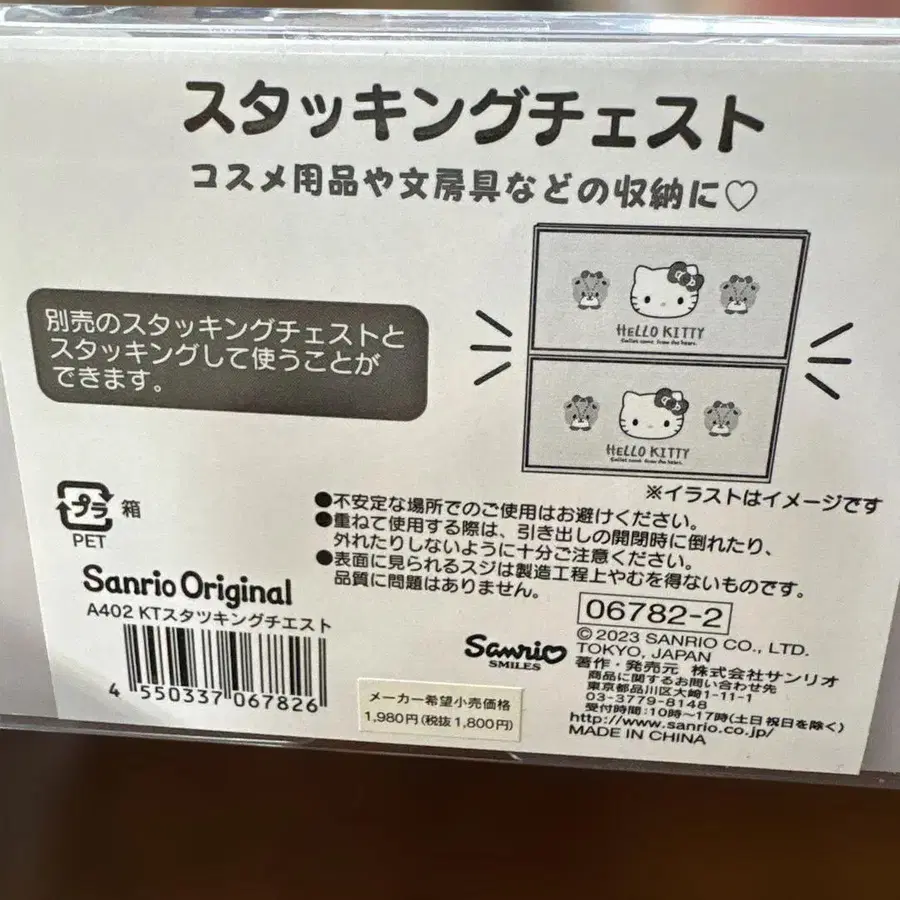 スタッキングチェスト
コスメ用品や文房具などの収納に♡
別売のスタッキングチェストと
スタッキングして使うことが
できます。
HELLO KITTY
HELLO KITTY
※イラストはイメージです
プラ 箱
PET
●不安定な場所でのご使用はお避けください。
●重ねて使用する際は、引き出しの開閉時に倒れたり、
外れたりしないように十分ご注意ください。
●表面に見られるスジは製造工程上やむを得ないものです。
品質に問題はありません。
Sanrio Original
A402 KTスタツキングチエスト
4 550337 067826
メーカー希望小売価格
1,980円(税抜1,800円)
Sanrio
SMILES
06782-2
© 2023 SANRIO CO., LTD.
TOKYO, JAPAN
著作・発売元 株式会社サンリオ
商品に関するお問い合わせ先
東京都品川区大崎1-11-1
03-3779-8148
受付時間:10時〜17時(土日祝日を除く)
http://www.sanrio.co.jp/
MADE IN CHINA